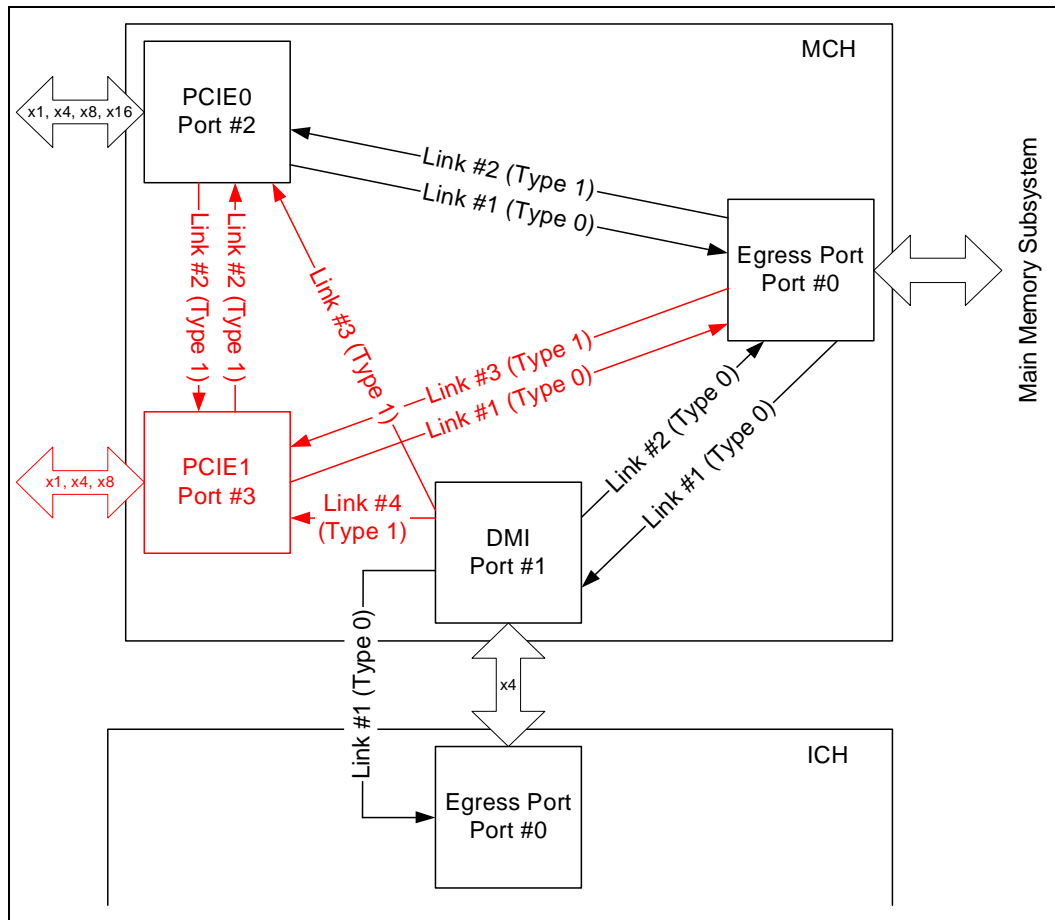 MCH
PCIE0
Port #2
x1, x4, x8, x16
Link #2 (Type 1)
Link #1 (Type 0)
Egress Port
Port #0
Main Memory Subsystem
Link #2 (Type 1)
Link #2 (Type 1)
Link #3 (Type 1)
Link #3 (Type 1)
Link #1 (Type 0)
PCIE1
Port #3
x1, x4, x8
Link #4
(Type 1)
DMI
Port #1
Link #2 (Type 0)
Link #1 (Type 0)
Link #1 (Type 0)
x4
ICH
Egress Port
Port #0